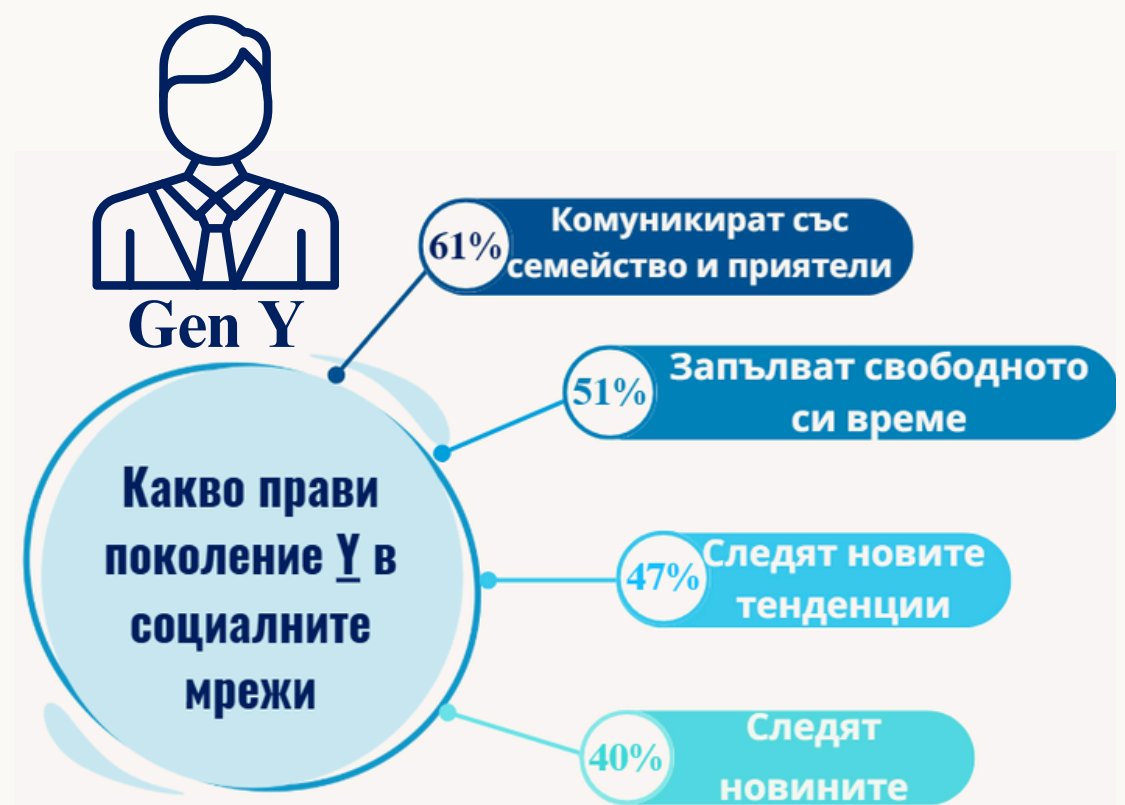 Gen Y
Какво прави
поколение Y в
социалните
мрежи
61%
Комуникират със
семейство и приятели
51%
Запълват свободното
си време
47%
Следят новите
тенденции
40%
Следят
новините